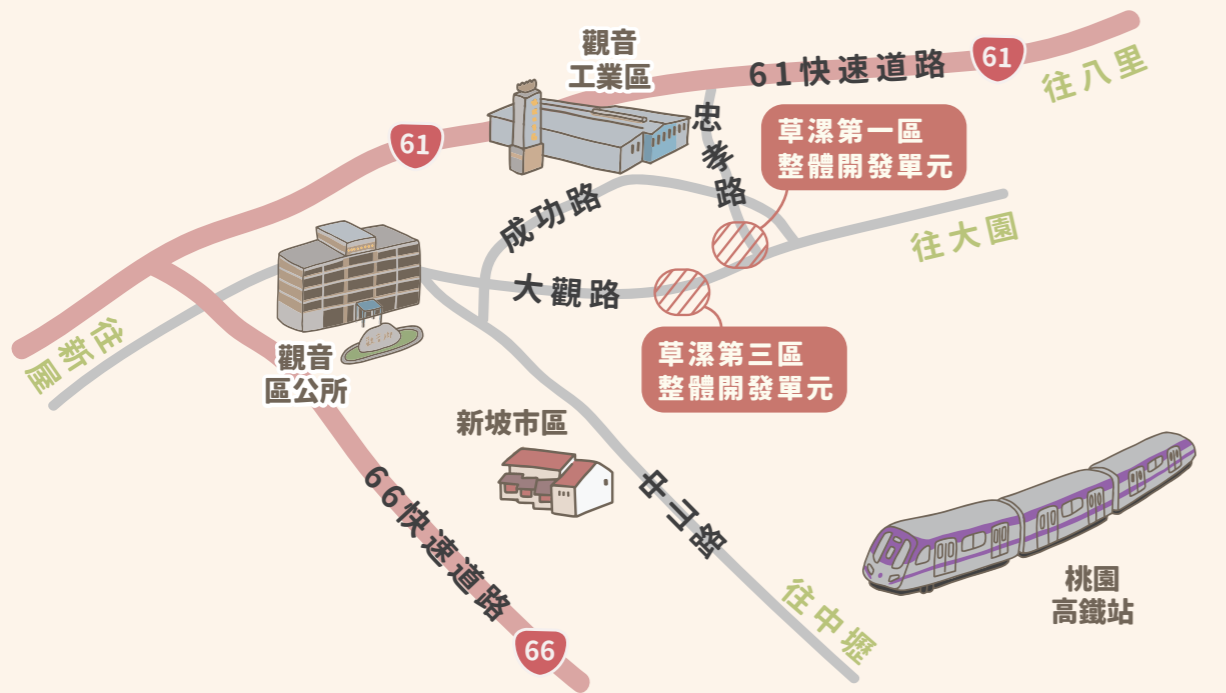 觀音
工業區
61快速道路
61
往八里
61
忠孝路
草漯第一區
整體開發單元
成功路
往大園
大觀路
往新屋
觀音
區公所
草漯第三區
整體開發單元
新坡市區
66快速道路
中山路
往中壢
桃園
高鐵站
66